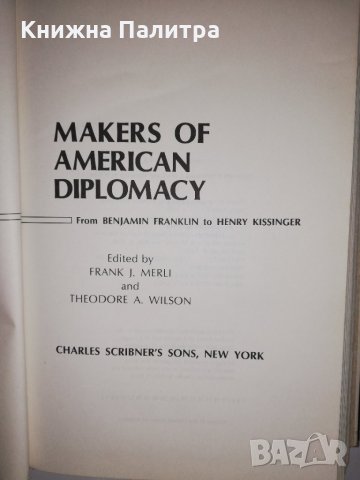 Книжна Палитра
MAKERS OF
AMERICAN
DIPLOMACY
From BENJAMIN FRANKLIN to HENRY KISSINGER
Edited by
FRANK J. MERLI
and
THEODORE A. WILSON
CHARLES SCRIBNER'S SONS, NEW YORK
BAZAR